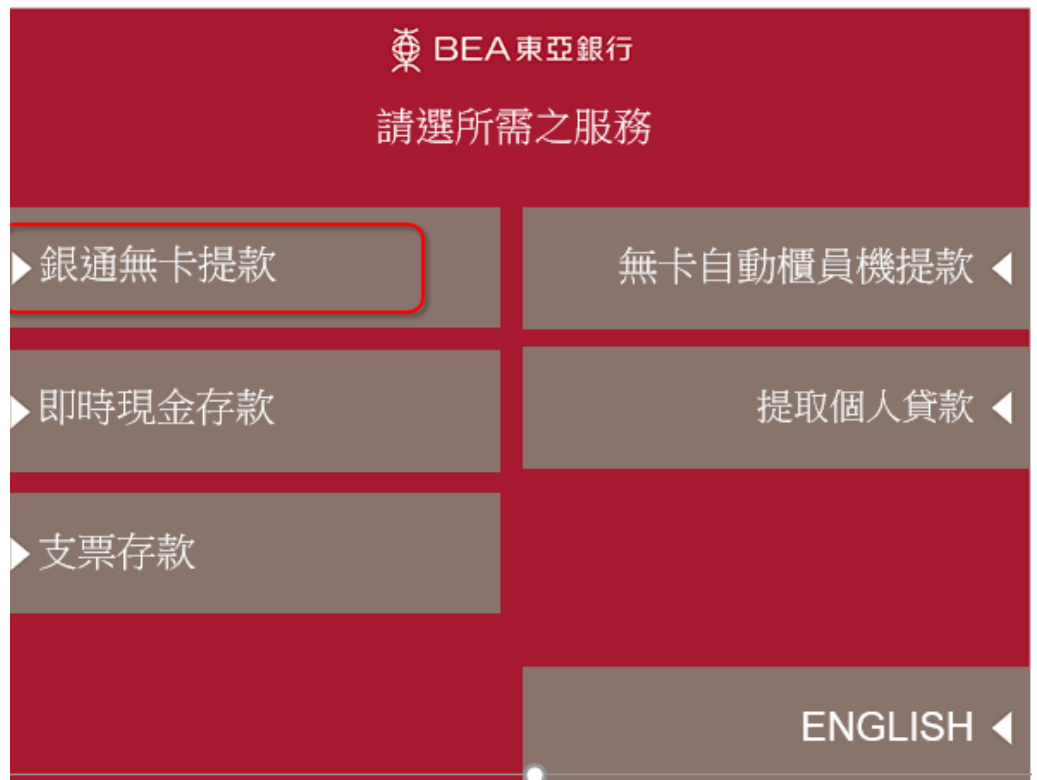 BEA東亞銀行
請選所需之服務
銀通無卡提款
無卡自動櫃員機提款
即時現金存款
提取個人貸款
支票存款
ENGLISH